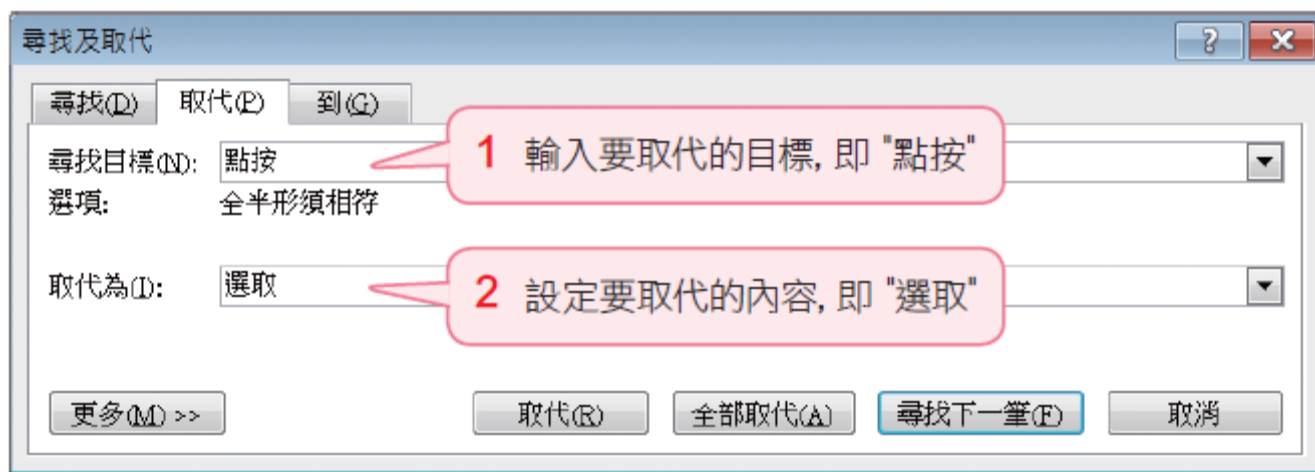 尋找及取代
尋找(D) 取代(P) 到(G)
尋找目標(N): 點按
1 輸入要取代的目標, 即 "點按"
選項: 全半形須相符
取代為(I): 選取
2 設定要取代的內容, 即 "選取"
更多(M) >> 取代(R) 全部取代(A) 尋找下一筆(F) 取消